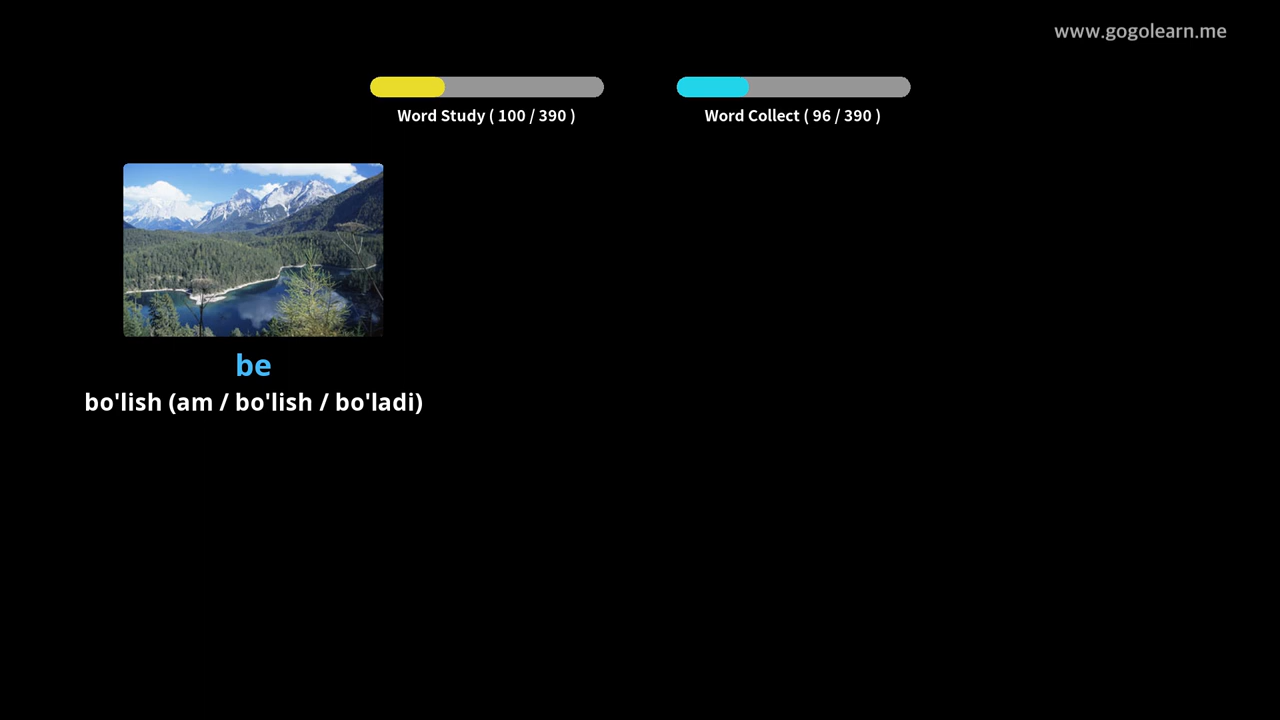 www.gogolearn.me
Word Study ( 100 / 390 )
Word Collect ( 96 / 390 )
be
bo'lish (am / bo'lish / bo'ladi)